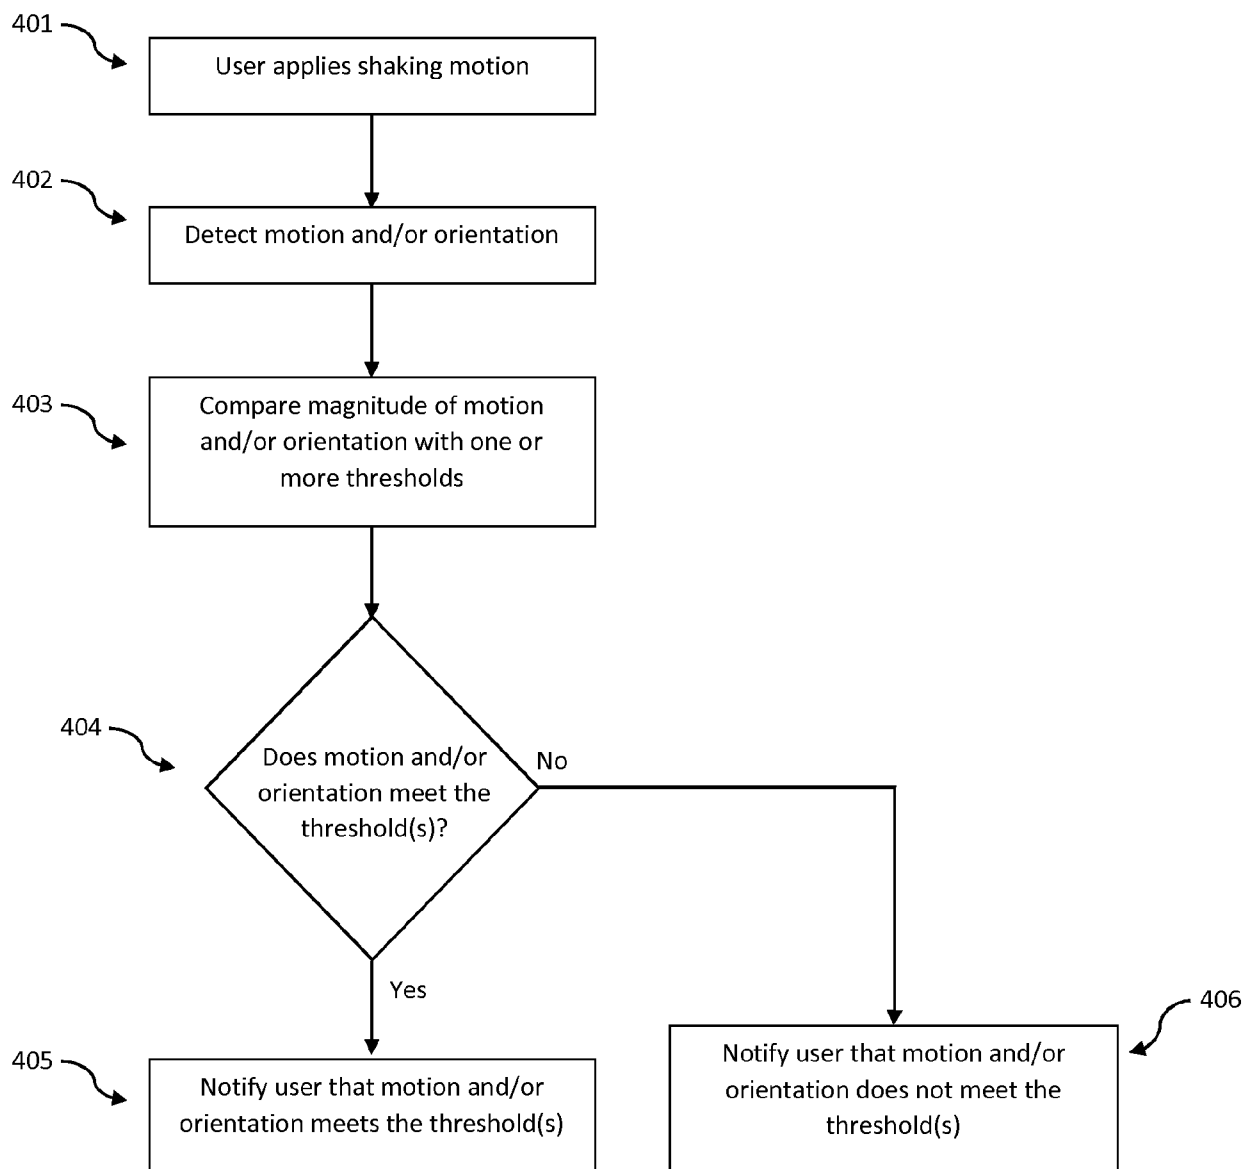 401
User applies shaking motion
402
Detect motion and/or orientation
403
Compare magnitude of motion
and/or orientation with one or
more thresholds
404
Does motion and/or
orientation meet the
threshold(s)?
No
Yes
405
Notify user that motion and/or
orientation meets the threshold(s)
406
Notify user that motion and/or
orientation does not meet the
threshold(s)